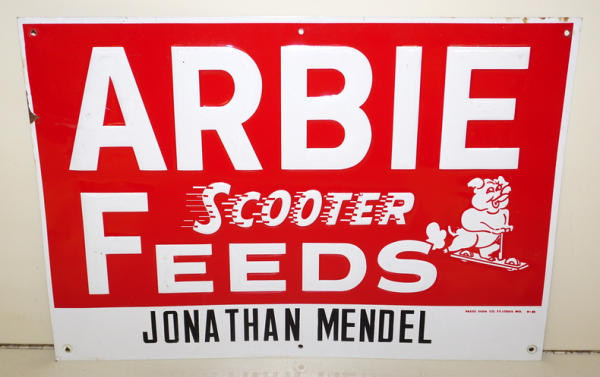 ARBIE
SCOOTER
FEEDS
JONATHAN MENDEL